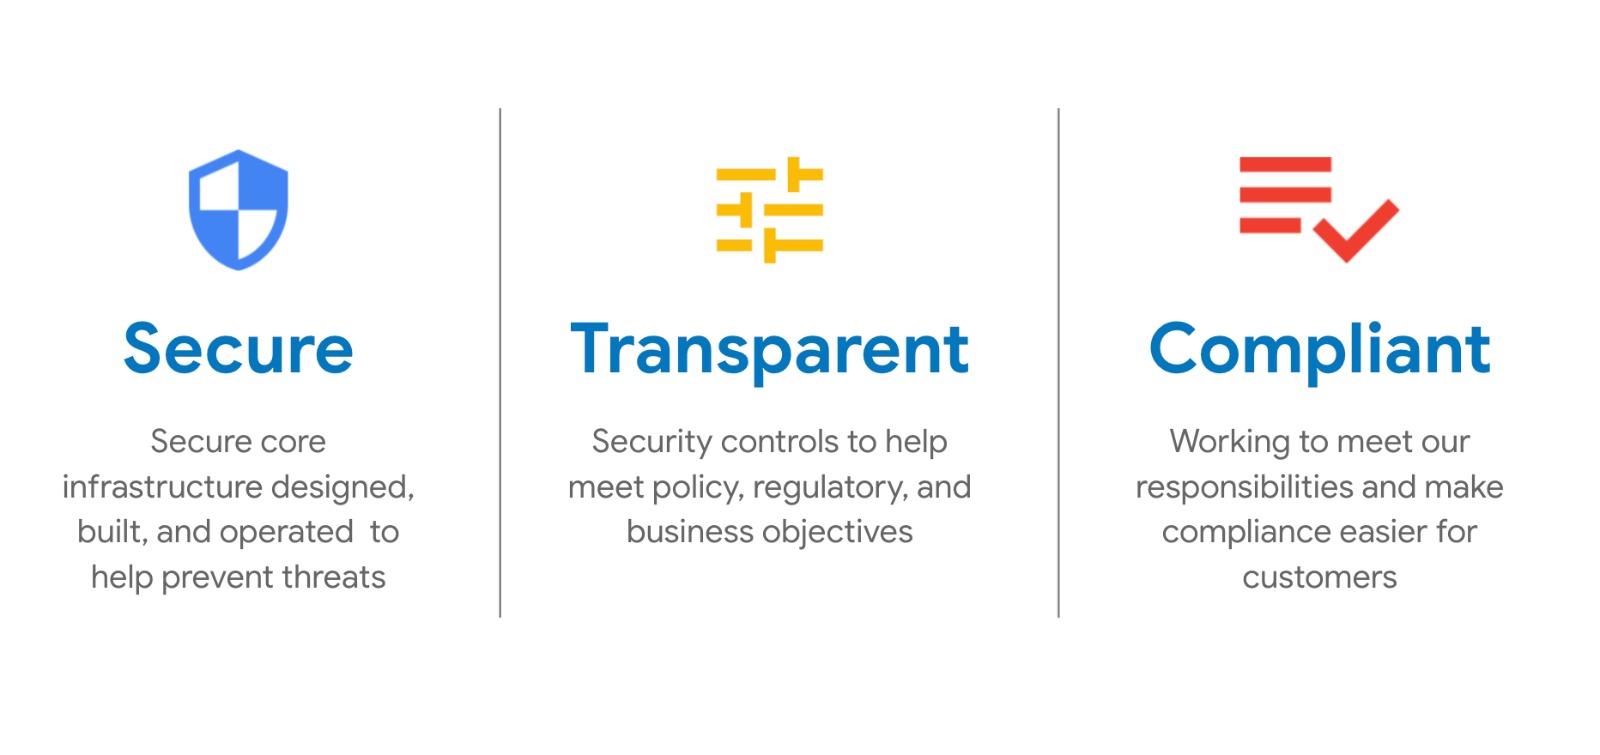 Secure
Secure core
infrastructure designed,
built, and operated  to
help prevent threats
Transparent
Security controls to help
meet policy, regulatory, and
business objectives
Compliant
Working to meet our
responsibilities and make
compliance easier for
customers